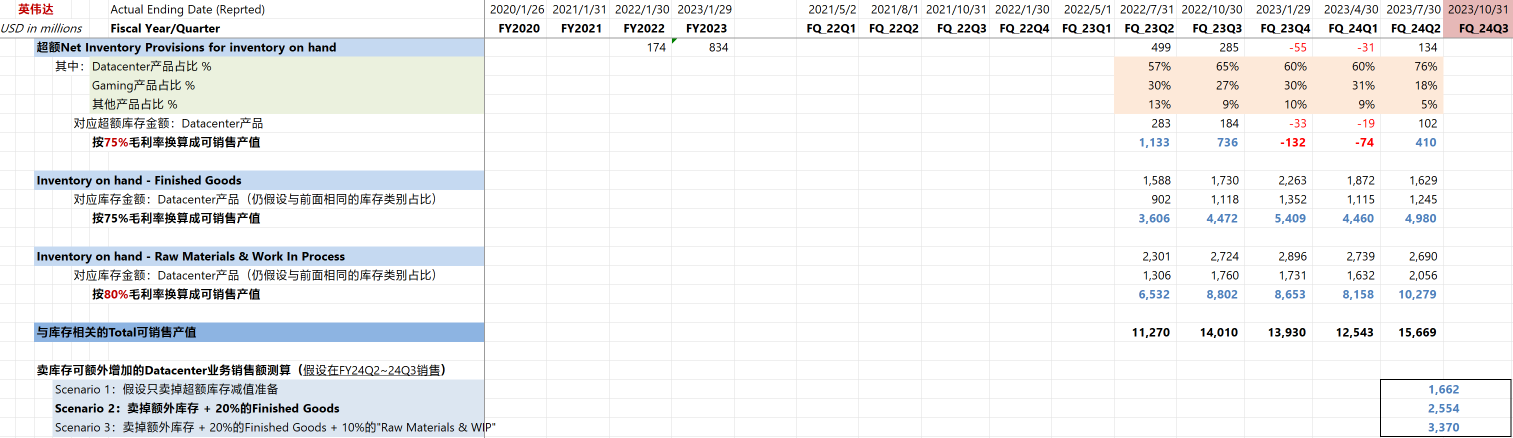 英伟达 Actual Ending Date (Reprted) 2020/1/26 2021/1/31 2022/1/30 2023/1/29 2021/5/2 2021/8/1 2021/10/31 2022/1/30 2022/5/1 2022/7/31 2022/10/30 2023/1/29 2023/4/30 2023/7/30 2023/10/31
USD in millions Fiscal Year/Quarter FY2020 FY2021 FY2022 FY2023 FQ_22Q1 FQ_22Q2 FQ_22Q3 FQ_22Q4 FQ_23Q1 FQ_23Q2 FQ_23Q3 FQ_23Q4 FQ_24Q1 FQ_24Q2 FQ_24Q3
超额Net Inventory Provisions for inventory on hand 174 834 499 285 -55 -31 134
其中: Datacenter产品占比 % 57% 65% 60% 60% 76%
Gaming产品占比 % 30% 27% 30% 31% 18%
其他产品占比 % 13% 9% 10% 9% 5%
对应超额库存金额：Datacenter产品 283 184 -33 -19 102
按75%毛利率换算成可销售产值 1,133 736 -132 -74 410
Inventory on hand - Finished Goods 1,588 1,730 2,263 1,872 1,629
对应库存金额：Datacenter产品（仍假设与前面相同的库存类别占比） 902 1,118 1,352 1,115 1,245
按75%毛利率换算成可销售产值 3,606 4,472 5,409 4,460 4,980
Inventory on hand - Raw Materials & Work In Process 2,301 2,724 2,896 2,739 2,690
对应库存金额：Datacenter产品（仍假设与前面相同的库存类别占比） 1,306 1,760 1,731 1,632 2,056
按80%毛利率换算成可销售产值 6,532 8,802 8,653 8,158 10,279
与库存相关的Total可销售产值 11,270 14,010 13,930 12,543 15,669
卖库存可额外增加的Datacenter业务销售额测算（假设在FY24Q2~24Q3销售）
Scenario 1：假设只卖掉超额库存减值准备 1,662
Scenario 2：卖掉额外库存 + 20%的Finished Goods 2,554
Scenario 3：卖掉额外库存 + 20%的Finished Goods + 10%的"Raw Materials & WIP" 3,370